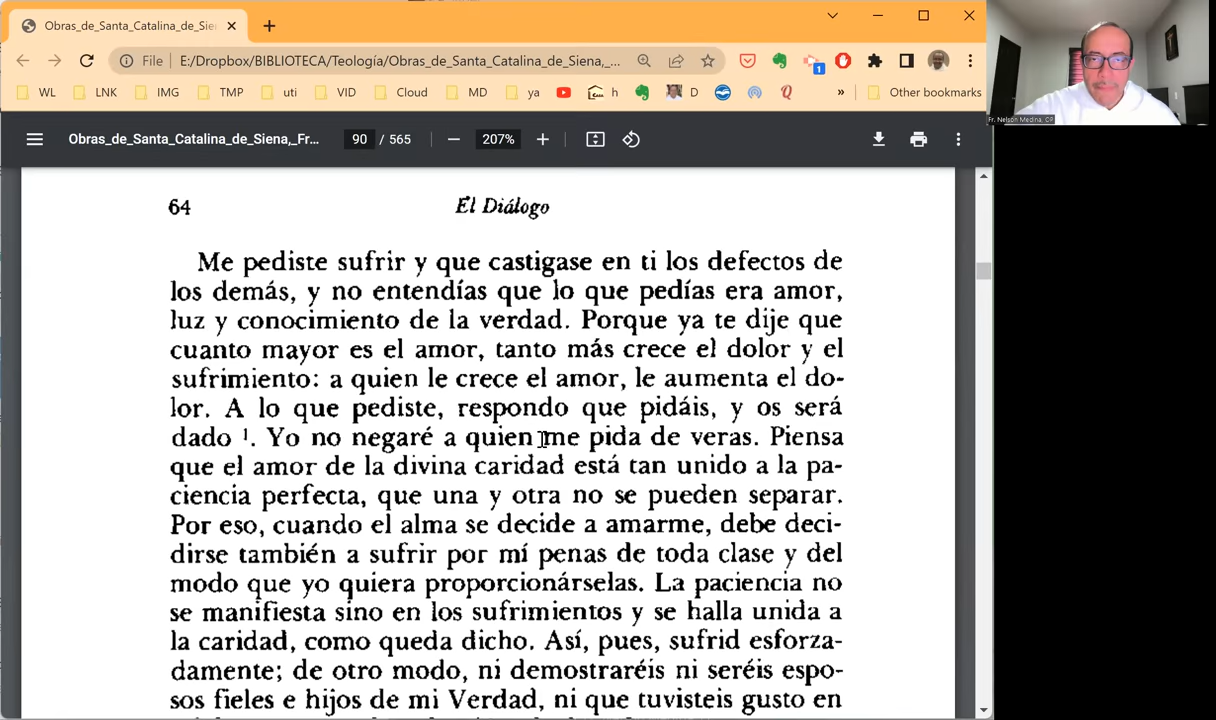 Obras_de_Santa_Catalina_de_Sie
File E:/Dropbox/BIBLIOTECA/Teología/Obras_de_Santa_Catalina_de_Siena,_...
1
WL LNK IMG TMP uti VID Cloud MD ya h D » Other bookmarks
Obras_de_Santa_Catalina_de_Siena,_Fr... 90 / 565 207%
Fr. Nelson Medina, OP
64 El Diálogo
Me pediste sufrir y que castigase en ti los defectos de
los demás, y no entendías que lo que pedías era amor,
luz y conocimiento de la verdad. Porque ya te dije que
cuanto mayor es el amor, tanto más crece el dolor y el
sufrimiento: a quien le crece el amor, le aumenta el do-
lor. A lo que pediste, respondo que pidáis, y os será
dado ¹. Yo no negaré a quien me pida de veras. Piensa
que el amor de la divina caridad está tan unido a la pa-
ciencia perfecta, que una y otra no se pueden separar.
Por eso, cuando el alma se decide a amarme, debe deci-
dirse también a sufrir por mí penas de toda clase y del
modo que yo quiera proporcionárselas. La paciencia no
se manifiesta sino en los sufrimientos y se halla unida a
la caridad, como queda dicho. Así, pues, sufrid esforza-
damente; de otro modo, ni demostraréis ni seréis espo-
sos fieles e hijos de mi Verdad, ni que tuvisteis gusto en